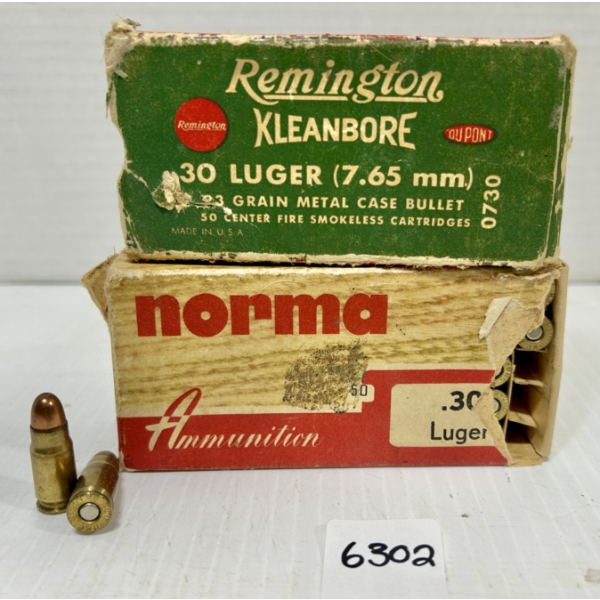 Remington
KLEANBORE
Remington
DU PONT
30 LUGER (7.65 mm)
93 GRAIN METAL CASE BULLET
50 CENTER FIRE SMOKELESS CARTRIDGES
MADE IN U.S.A
0730
norma
50
Ammunition
.30
Luger
6302